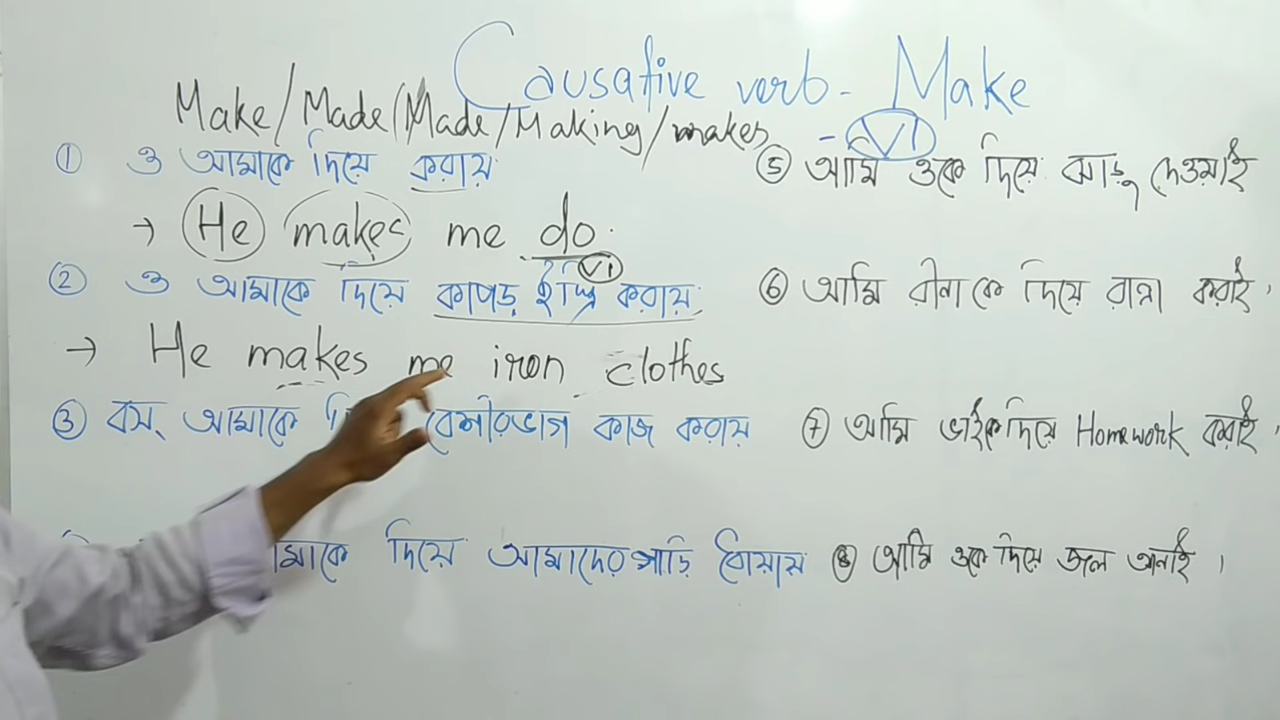 Causative verb - Make
Make/Made/Made/Making/makes - V1
① ও আমাকে দিয়ে করায়
→ He makes me do.
V1
② ও আমাকে দিয়ে কাপড় ইস্ত্রি করায়।
→ He makes me iron clothes
③ বস্ আমাকে বেশীরভাগ কাজ করায়
মাকে দিয়ে আমাদের গাড়ি ধোয়ায়
⑤ আমি ওকে দিয়ে ঝাড়ু দেওয়াই
⑥ আমি রীনাকে দিয়ে রান্না করাই।
⑦ আমি ভাইকে দিয়ে Homework করাই।
⑧ আমি ওকে দিয়ে জল আনাই।